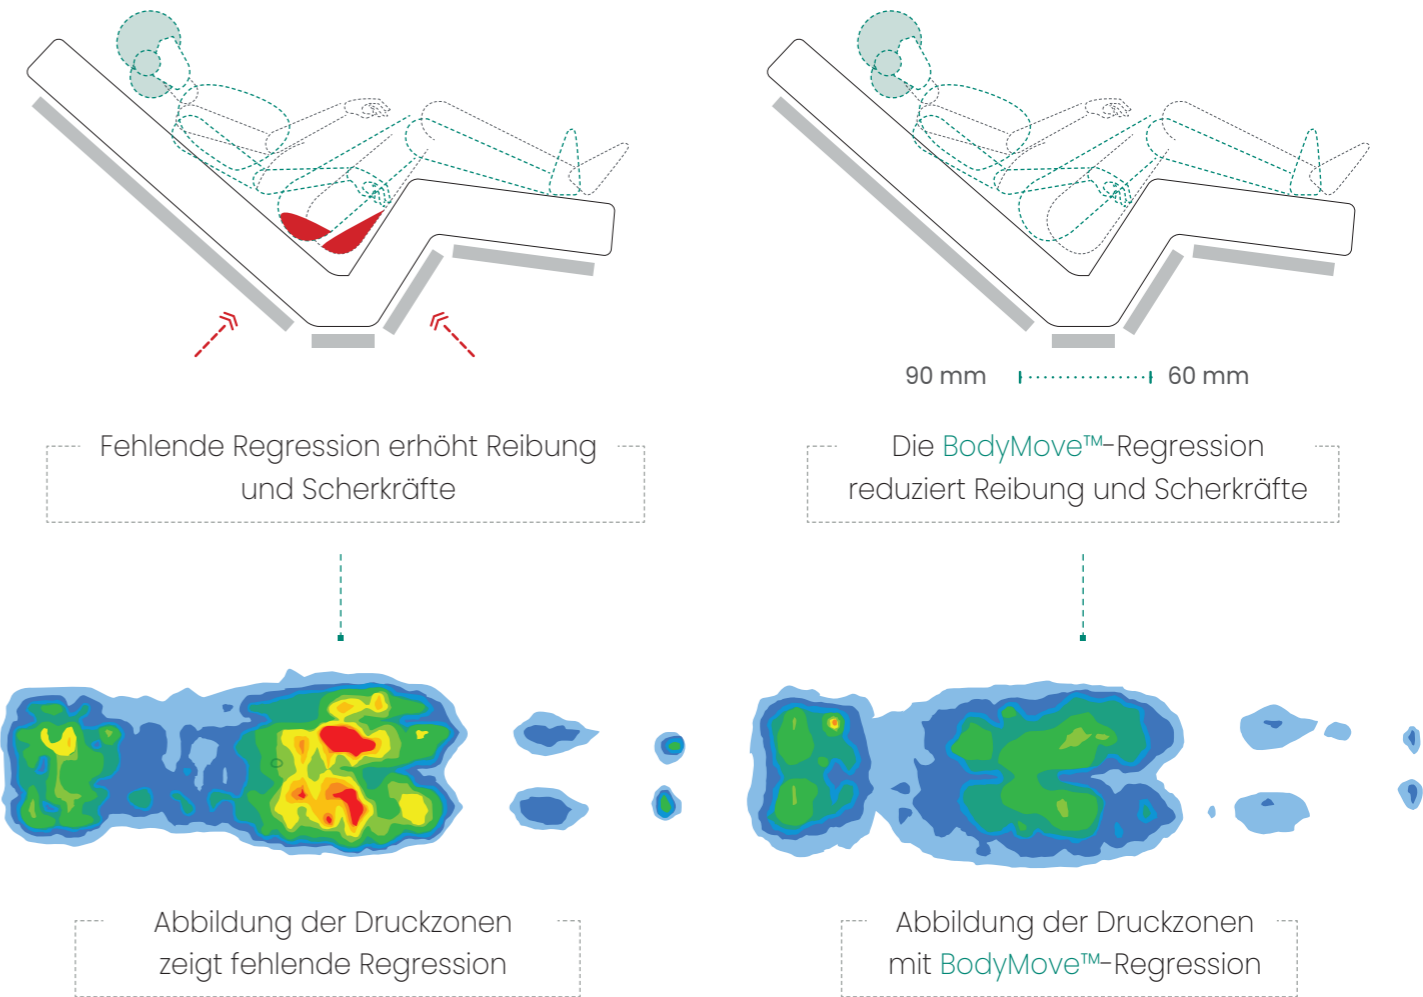 90 mm 60 mm
Fehlende Regression erhöht Reibung
und Scherkräfte
Die BodyMove™-Regression
reduziert Reibung und Scherkräfte
Abbildung der Druckzonen
zeigt fehlende Regression
Abbildung der Druckzonen
mit BodyMove™-Regression